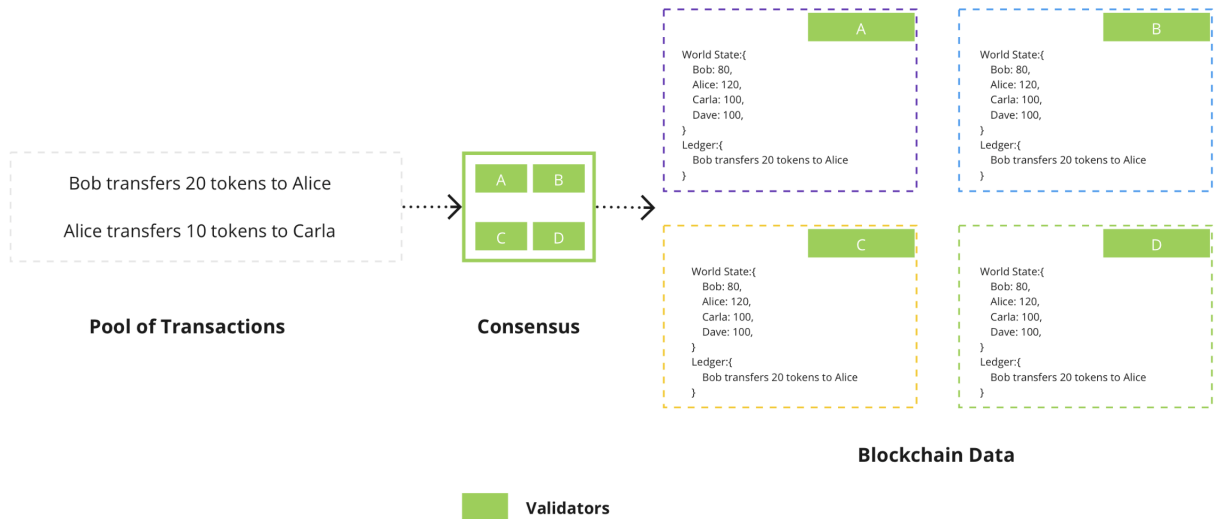 Bob transfers 20 tokens to Alice
Alice transfers 10 tokens to Carla
Pool of Transactions
A
B
C
D
Consensus
A
World State:{
Bob: 80,
Alice: 120,
Carla: 100,
Dave: 100,
}
Ledger:{
Bob transfers 20 tokens to Alice
}
B
World State:{
Bob: 80,
Alice: 120,
Carla: 100,
Dave: 100,
}
Ledger:{
Bob transfers 20 tokens to Alice
}
C
World State:{
Bob: 80,
Alice: 120,
Carla: 100,
Dave: 100,
}
Ledger:{
Bob transfers 20 tokens to Alice
}
D
World State:{
Bob: 80,
Alice: 120,
Carla: 100,
Dave: 100,
}
Ledger:{
Bob transfers 20 tokens to Alice
}
Blockchain Data
Validators